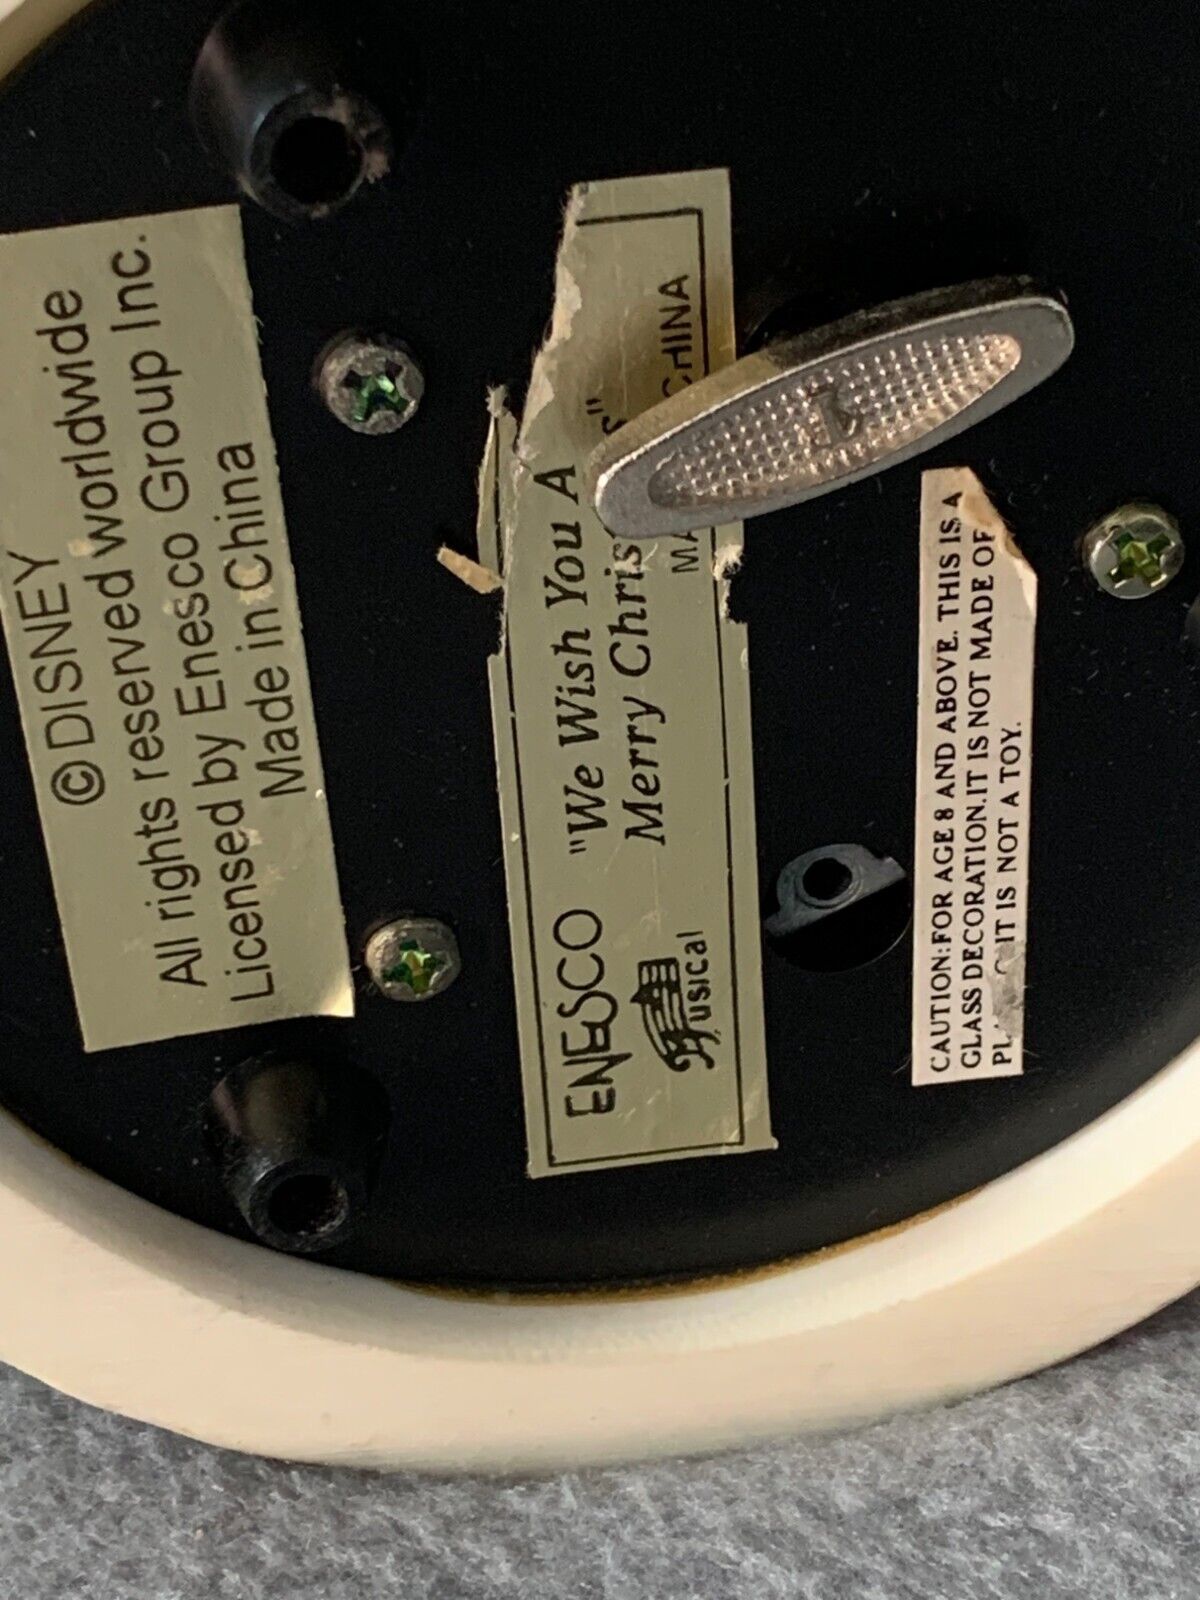 ©DISNEY
All rights reserved worldwide
Licensed by Enesco Group Inc.
Made in China
ENESCO "We Wish You A
Musical Merry Chris
CHINA
CAUTION:FOR AGE 8 AND ABOVE. THIS IS A
GLASS DECORATION.IT IS NOT MADE OF
IT IS NOT A TOY.